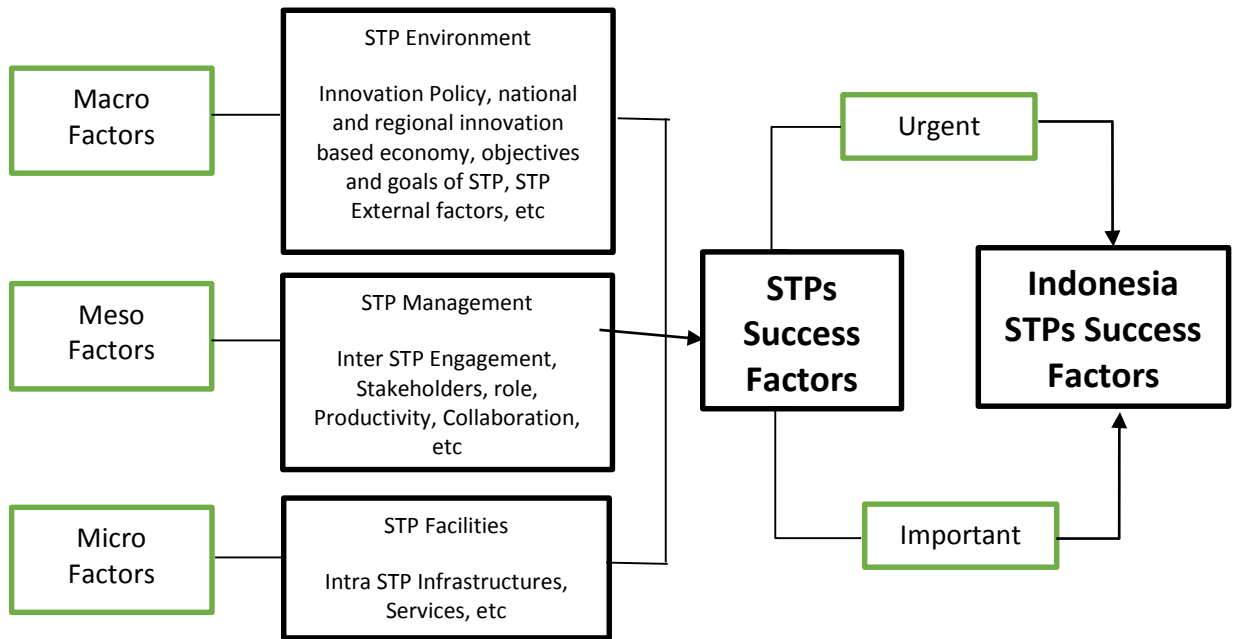 Macro
Factors
STP Environment
Innovation Policy, national
and regional innovation
based economy, objectives
and goals of STP, STP
External factors, etc
Meso
Factors
STP Management
Inter STP Engagement,
Stakeholders, role,
Productivity, Collaboration,
etc
Micro
Factors
STP Facilities
Intra STP Infrastructures,
Services, etc
STPs
Success
Factors
Urgent
Important
Indonesia
STPs Success
Factors